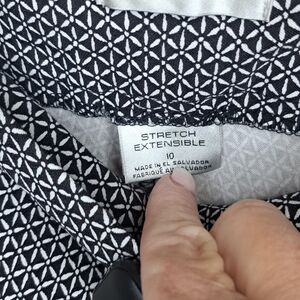 STRETCH
EXTENSIBLE
10
MADE IN EL SALVADOR
FABRIQUÉ AU SALVADOR